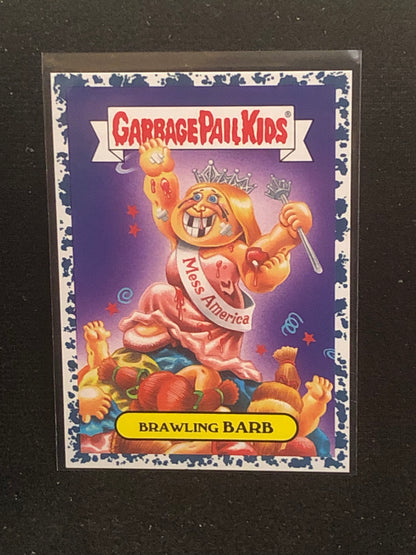 GARBAGE PAIL KIDS®
Mess America
BRAWLING BARB